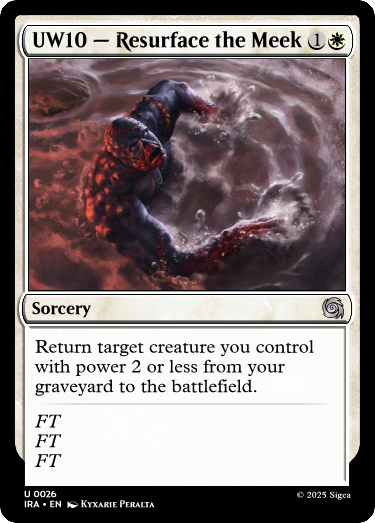 UW10 — Resurface the Meek 1
Sorcery
Return target creature you control
with power 2 or less from your
graveyard to the battlefield.
FT
FT
FT
U 0026
IRA • EN Kyxarie Peralta
© 2025 Sigea